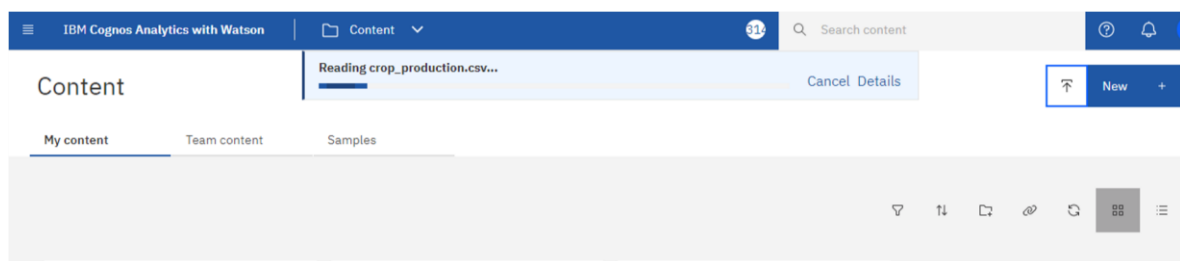 IBM Cognos Analytics with Watson
Content
314
Search content
Reading crop_production.csv...
Cancel Details
Content
New +
My content
Team content
Samples